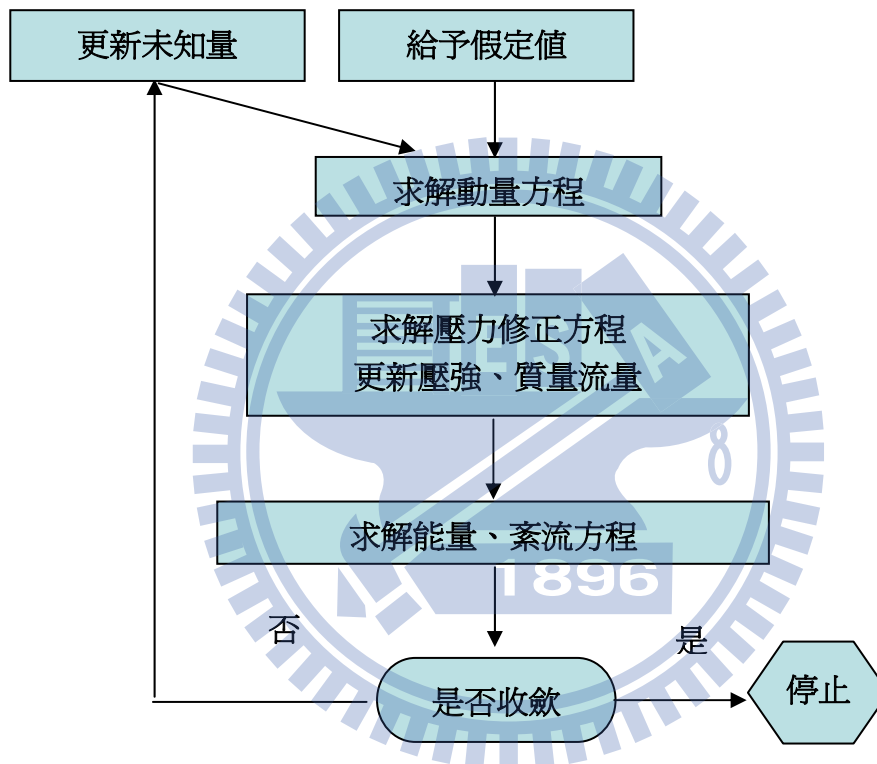 更新未知量
給予假定值
求解動量方程
求解壓力修正方程
更新壓強、質量流量
求解能量、紊流方程
1896
否
是
是否收斂
停止